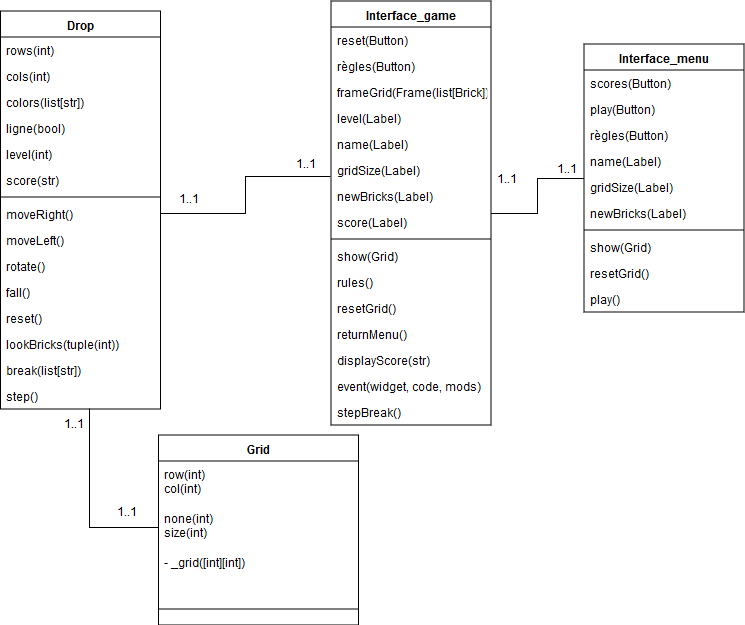 Drop
rows(int)
cols(int)
colors(list[str])
ligne(bool)
level(int)
score(str)
moveRight()
moveLeft()
rotate()
fall()
reset()
lookBricks(tuple(int))
break(list[str])
step()
1..1
1..1
Interface_game
reset(Button)
règles(Button)
frameGrid(Frame(list[Brick])
level(Label)
name(Label)
gridSize(Label)
newBricks(Label)
score(Label)
show(Grid)
rules()
resetGrid()
returnMenu()
displayScore(str)
event(widget, code, mods)
stepBreak()
1..1
1..1
Interface_menu
scores(Button)
play(Button)
règles(Button)
name(Label)
gridSize(Label)
newBricks(Label)
show(Grid)
resetGrid()
play()
1..1
1..1
Grid
row(int)
col(int)
none(int)
size(int)
- _grid([int][int])